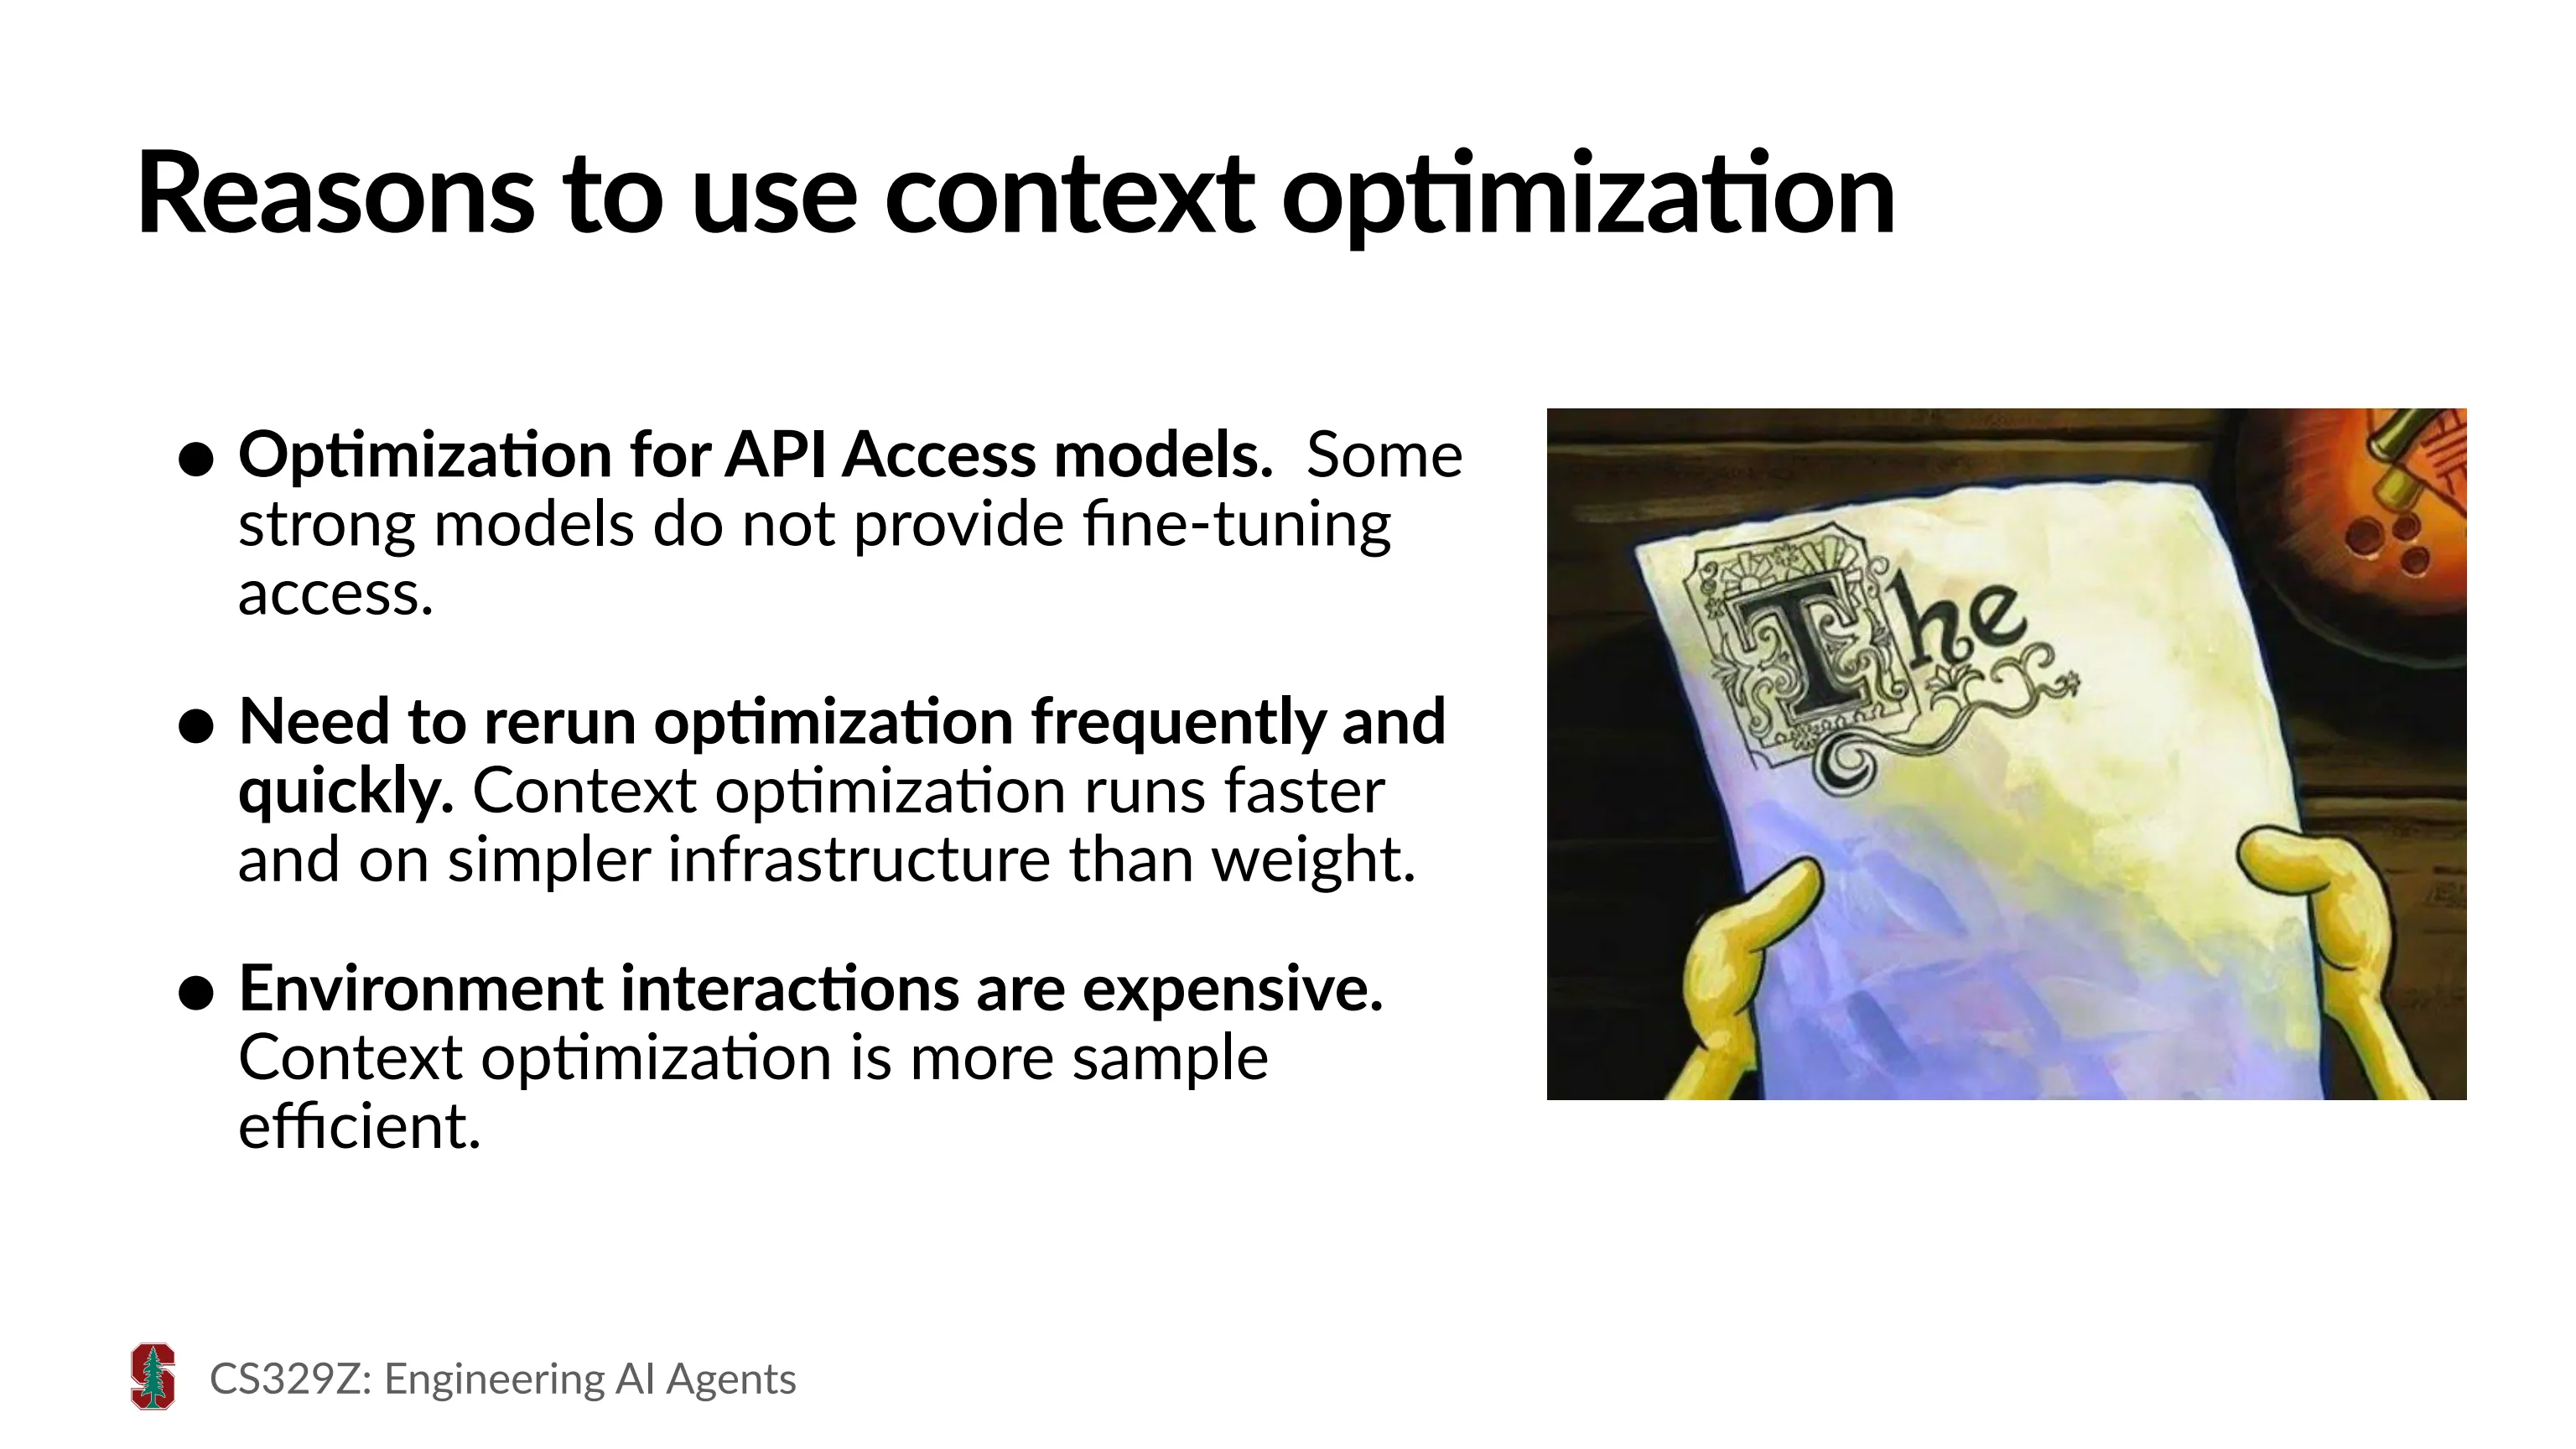 Reasons to use context optimization
● Optimization for API Access models.  Some
strong models do not provide fine-tuning
access.
● Need to rerun optimization frequently and
quickly. Context optimization runs faster
and on simpler infrastructure than weight.
● Environment interactions are expensive.
Context optimization is more sample
efficient.
The
S
CS329Z: Engineering AI Agents